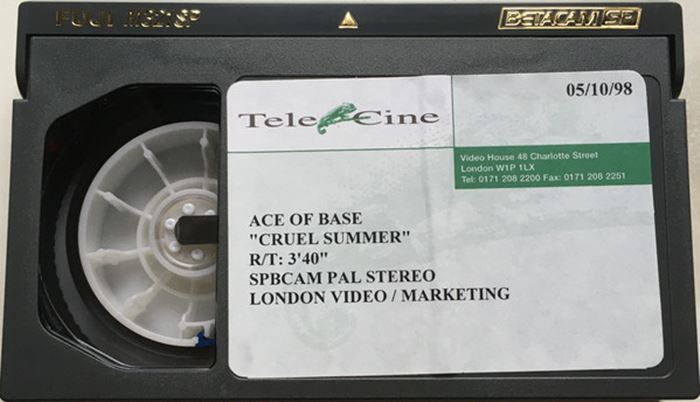 FUJI M321SP
BETACAM SP
05/10/98
Tele Cine
Video House 48 Charlotte Street
London W1P 1LX
Tel: 0171 208 2200 Fax: 0171 208 2251
ACE OF BASE
"CRUEL SUMMER"
R/T: 3'40"
SPBCAM PAL STEREO
LONDON VIDEO / MARKETING